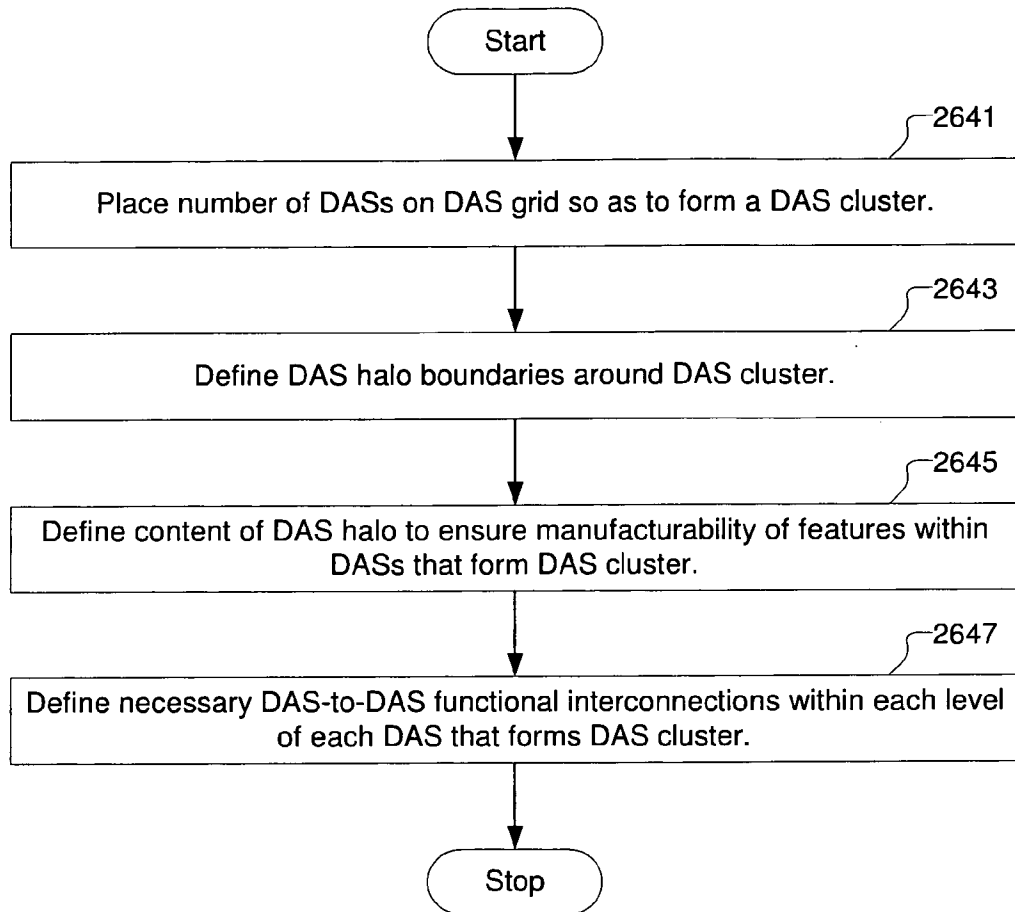 Start
2641
Place number of DASs on DAS grid so as to form a DAS cluster.
2643
Define DAS halo boundaries around DAS cluster.
2645
Define content of DAS halo to ensure manufacturability of features within
DASs that form DAS cluster.
2647
Define necessary DAS-to-DAS functional interconnections within each level
of each DAS that forms DAS cluster.
Stop